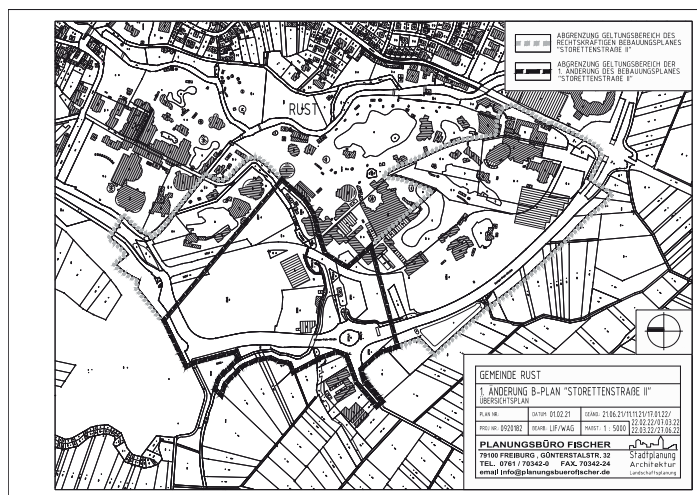 ABGRENZUNG GELTUNGSBEREICH DES
RECHTSKRÄFTIGEN BEBAUUNGSPLANES
"STORETTENSTRAßE II"
ABGRENZUNG GELTUNGSBEREICH DER
1. ÄNDERUNG DES BEBAUUNGSPLANES
"STORETTENSTRAßE II"
RUST
GEMEINDE RUST
1. ÄNDERUNG B-PLAN "STORETTENSTRAßE II"
ÜBERSICHTSPLAN
PLAN NR.: DATUM: 01.02.21 GEÄND.: 21.06.21/11.11.21/17.01.22/
22.02.22/07.03.22
PROJ.NR.: 0920182 BEARB.: LIF/WAG MAßST.: 1 : 5000 22.03.22/27.06.22
PLANUNGSBÜRO FISCHER
79100 FREIBURG , GÜNTERSTALSTR. 32
TEL. 0761 / 70342-0 FAX. 70342-24
email info@planungsbuerofischer.de
Stadtplanung
Architektur
Landschaftsplanung